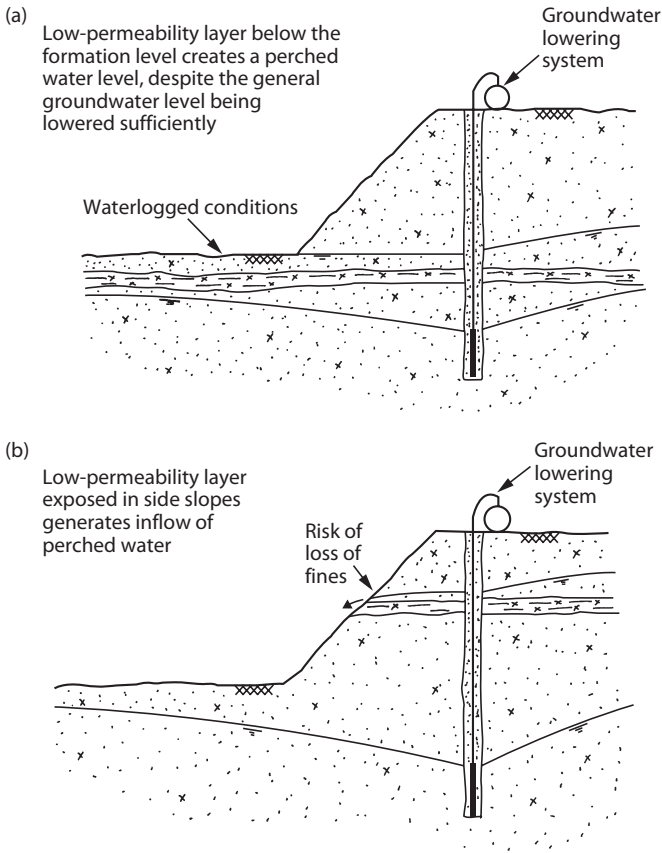 (a)
Low-permeability layer below the
formation level creates a perched
water level, despite the general
groundwater level being
lowered sufficiently
Groundwater
lowering
system
Waterlogged conditions
(b)
Low-permeability layer
exposed in side slopes
generates inflow of
perched water
Groundwater
lowering
system
Risk of
loss of
fines